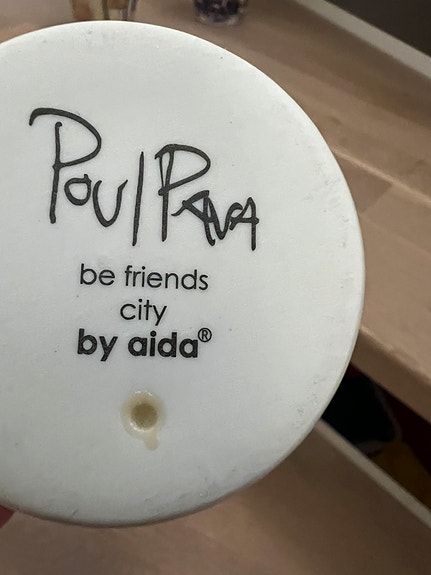 Poul Pava
be friends
city
by aida®